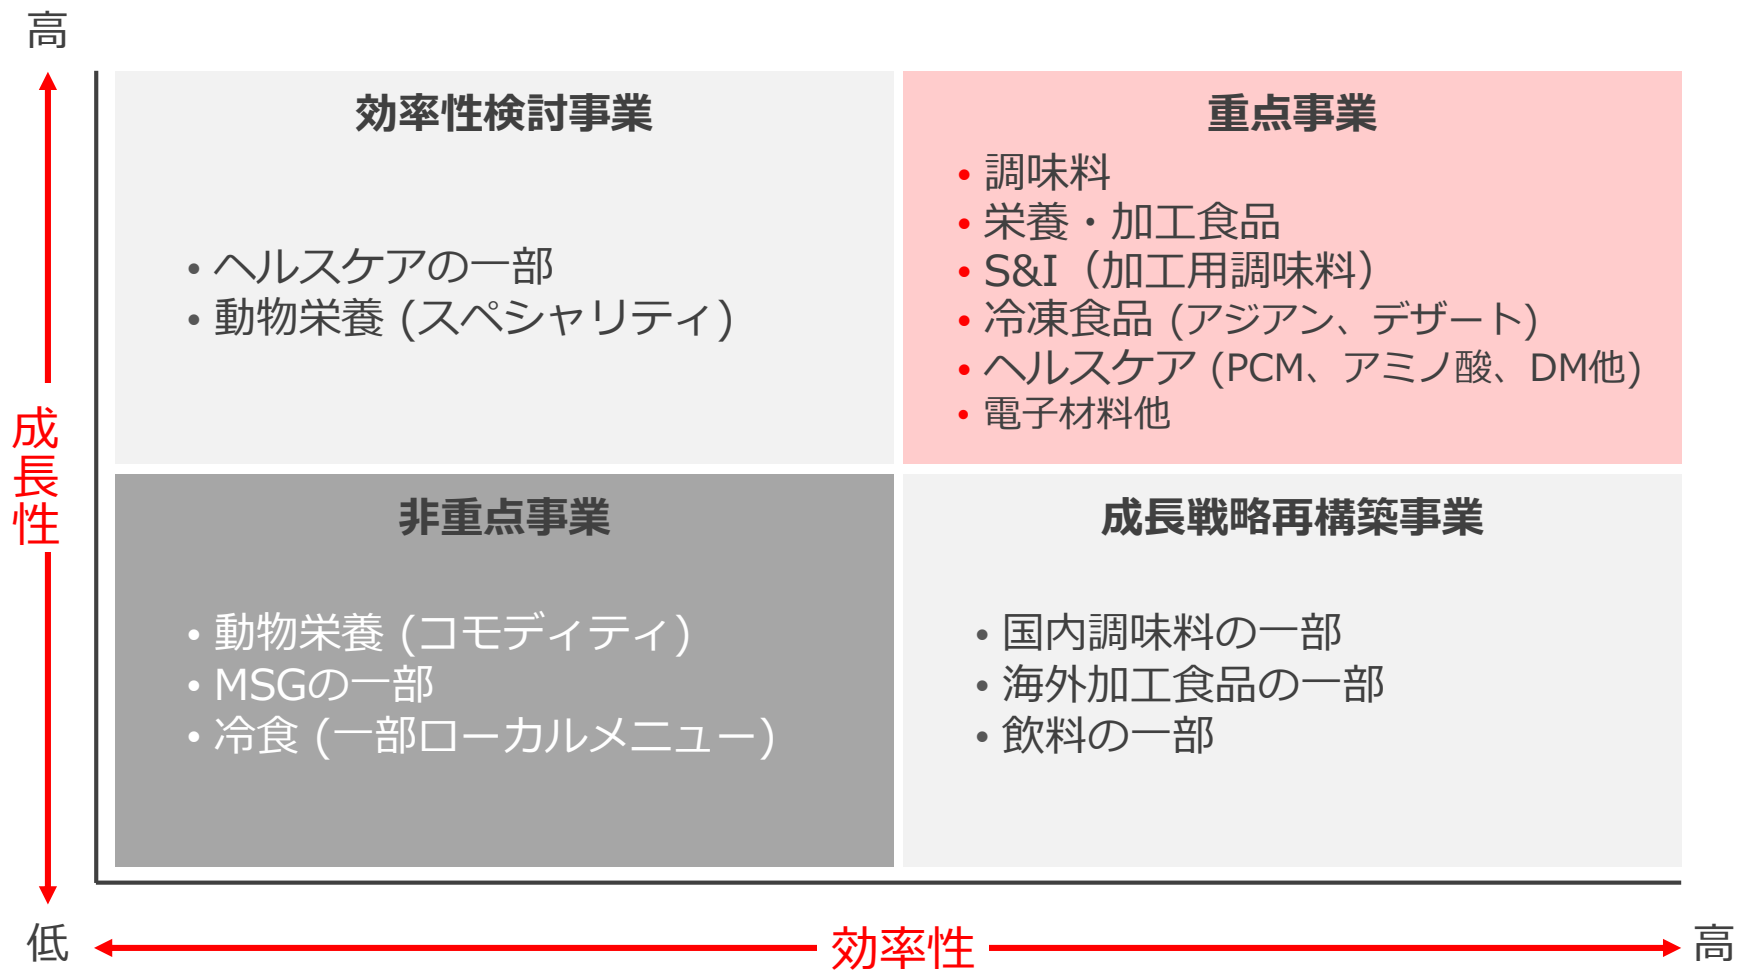 高
効率性検討事業
• ヘルスケアの一部
• 動物栄養 (スペシャリティ)
重点事業
• 調味料
• 栄養・加工食品
• S&I（加工用調味料）
• 冷凍食品 (アジアン、デザート)
• ヘルスケア (PCM、アミノ酸、DM他)
• 電子材料他
成長性
非重点事業
• 動物栄養 (コモディティ)
• MSGの一部
• 冷食 (一部ローカルメニュー)
成長戦略再構築事業
• 国内調味料の一部
• 海外加工食品の一部
• 飲料の一部
低
効率性
高